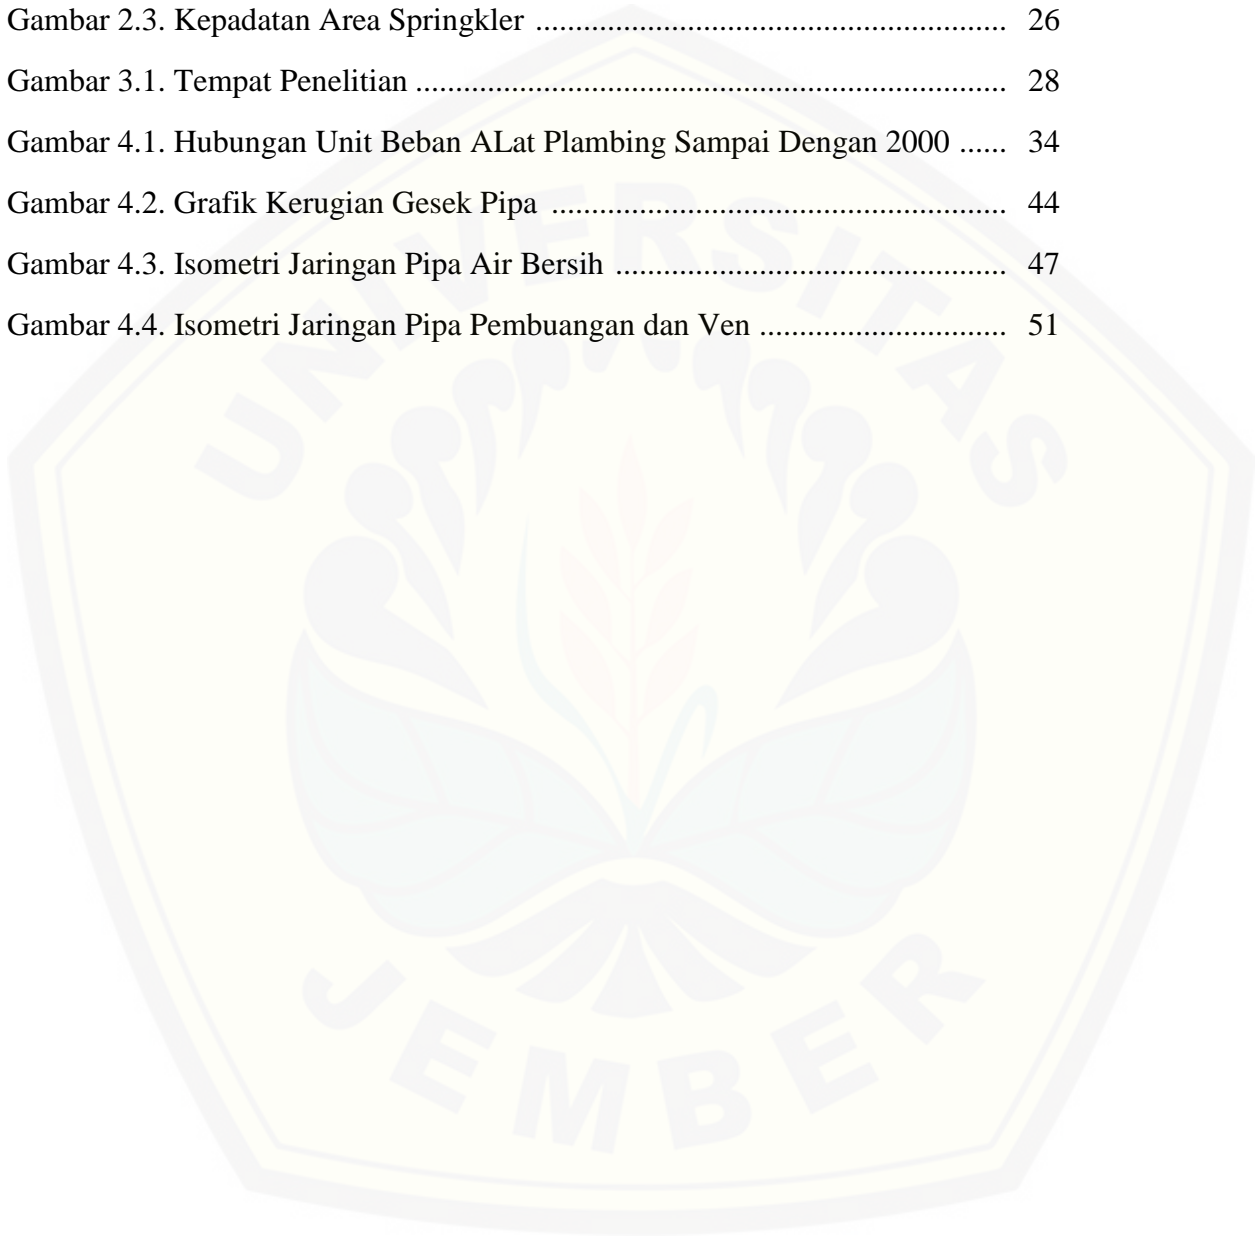 Gambar 2.3. Kepadatan Area Springkler ........................................................... 26
Gambar 3.1. Tempat Penelitian .......................................................................... 28
Gambar 4.1. Hubungan Unit Beban ALat Plambing Sampai Dengan 2000 ...... 34
Gambar 4.2. Grafik Kerugian Gesek Pipa ......................................................... 44
Gambar 4.3. Isometri Jaringan Pipa Air Bersih ................................................. 47
Gambar 4.4. Isometri Jaringan Pipa Pembuangan dan Ven ............................... 51
UNIVERSITAS
JEMBER